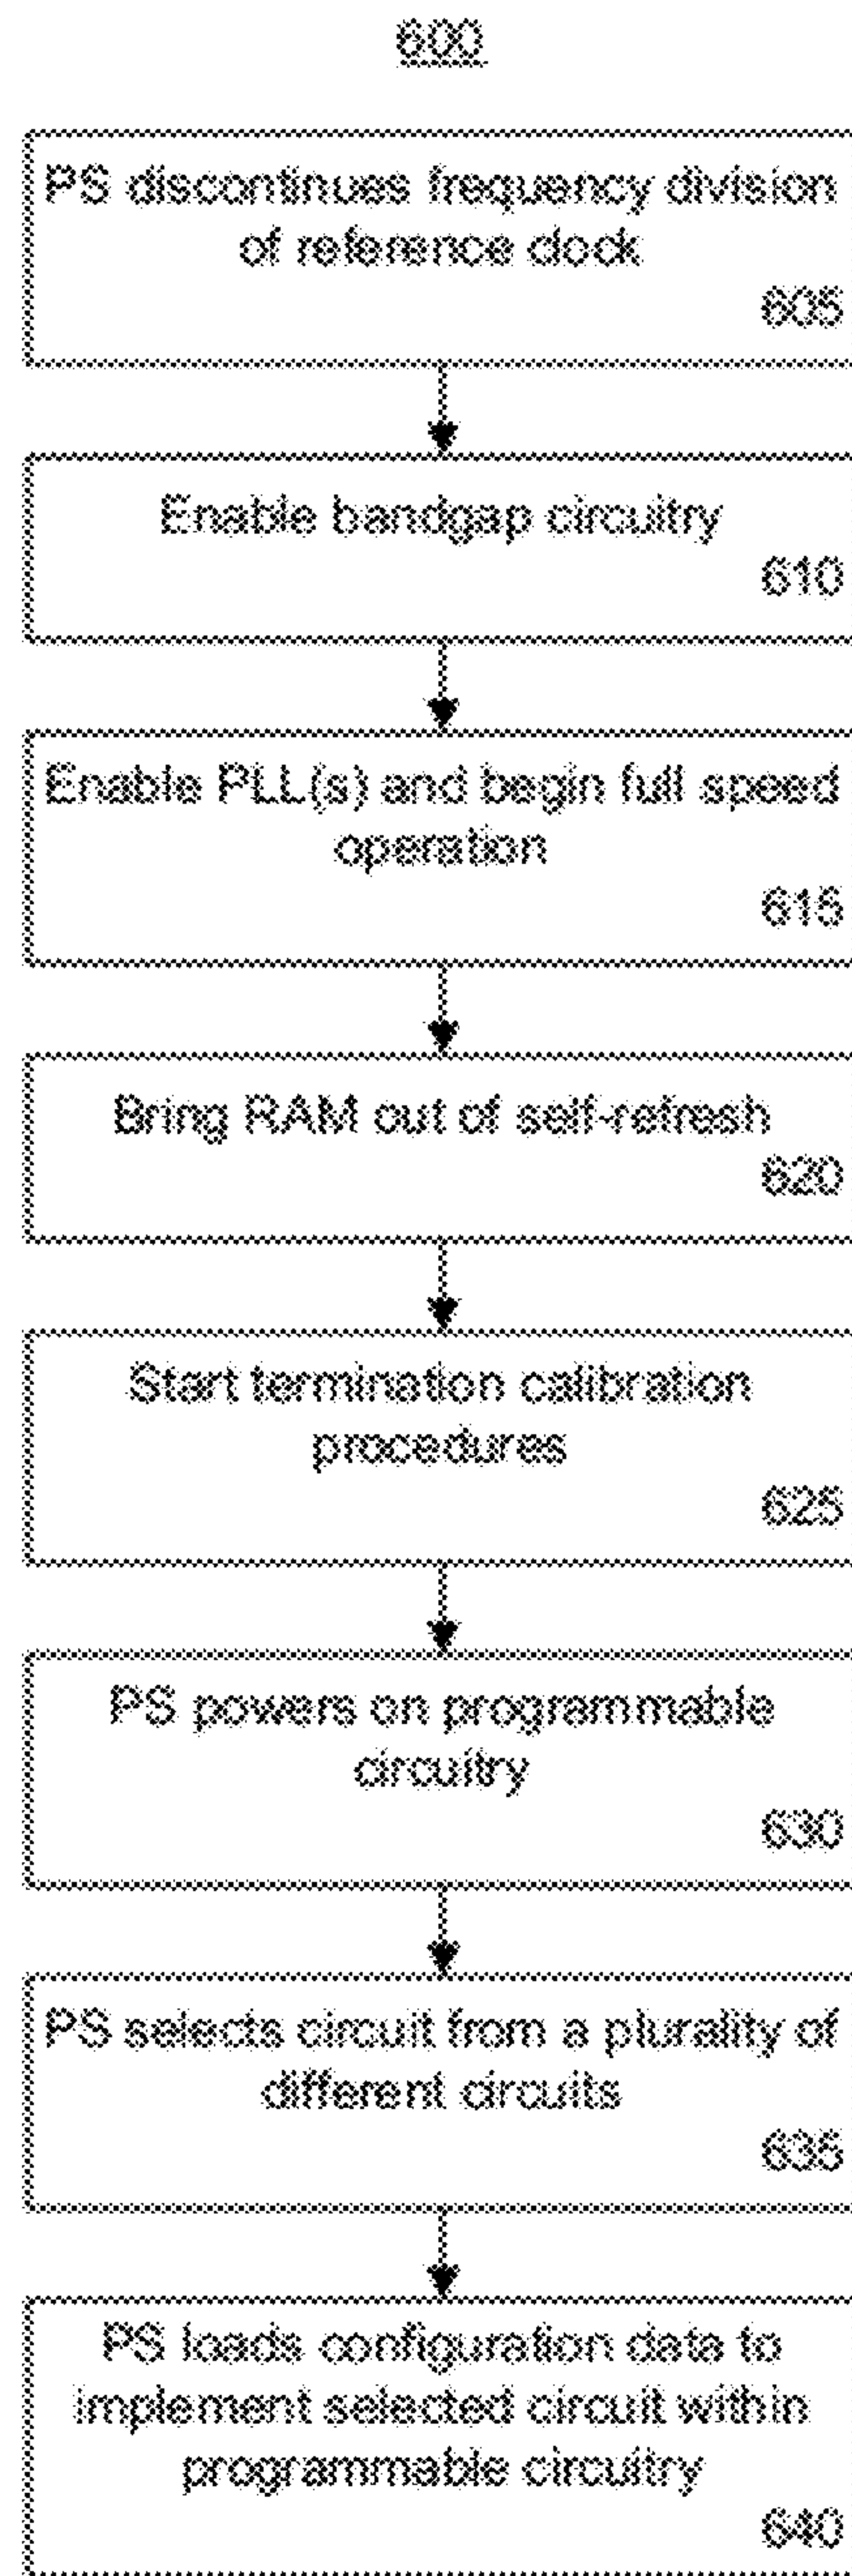 600
PS discontinues frequency division
of reference clock
605
Enable bandgap circuitry
610
Enable PLL(s) and begin full speed
operation
615
Bring RAM out of self-refresh
620
Start termination calibration
procedures
625
PS powers on programmable
circuitry
630
PS selects circuit from a plurality of
different circuits
635
PS loads configuration data to
implement selected circuit within
programmable circuitry
640